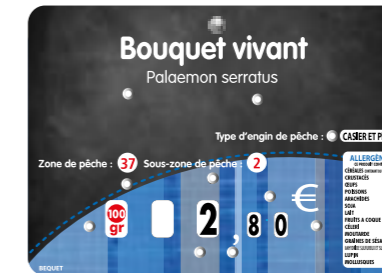 Bouquet vivant
Palaemon serratus
Type d'engin de pêche : CASIER ET P
Zone de pêche : 37 Sous-zone de pêche : 2
100 gr
2,80 €
ALLERGÈN
CÉRÉALES
CRUSTACÉS
ŒUFS
POISSONS
ARACHIDES
SOJA
LAIT
FRUITS A COQUE
CÉLERI
MOUTARDE
GRAINES DE SÉSA
LUPIN
MOLLUSQUES
BEQUET